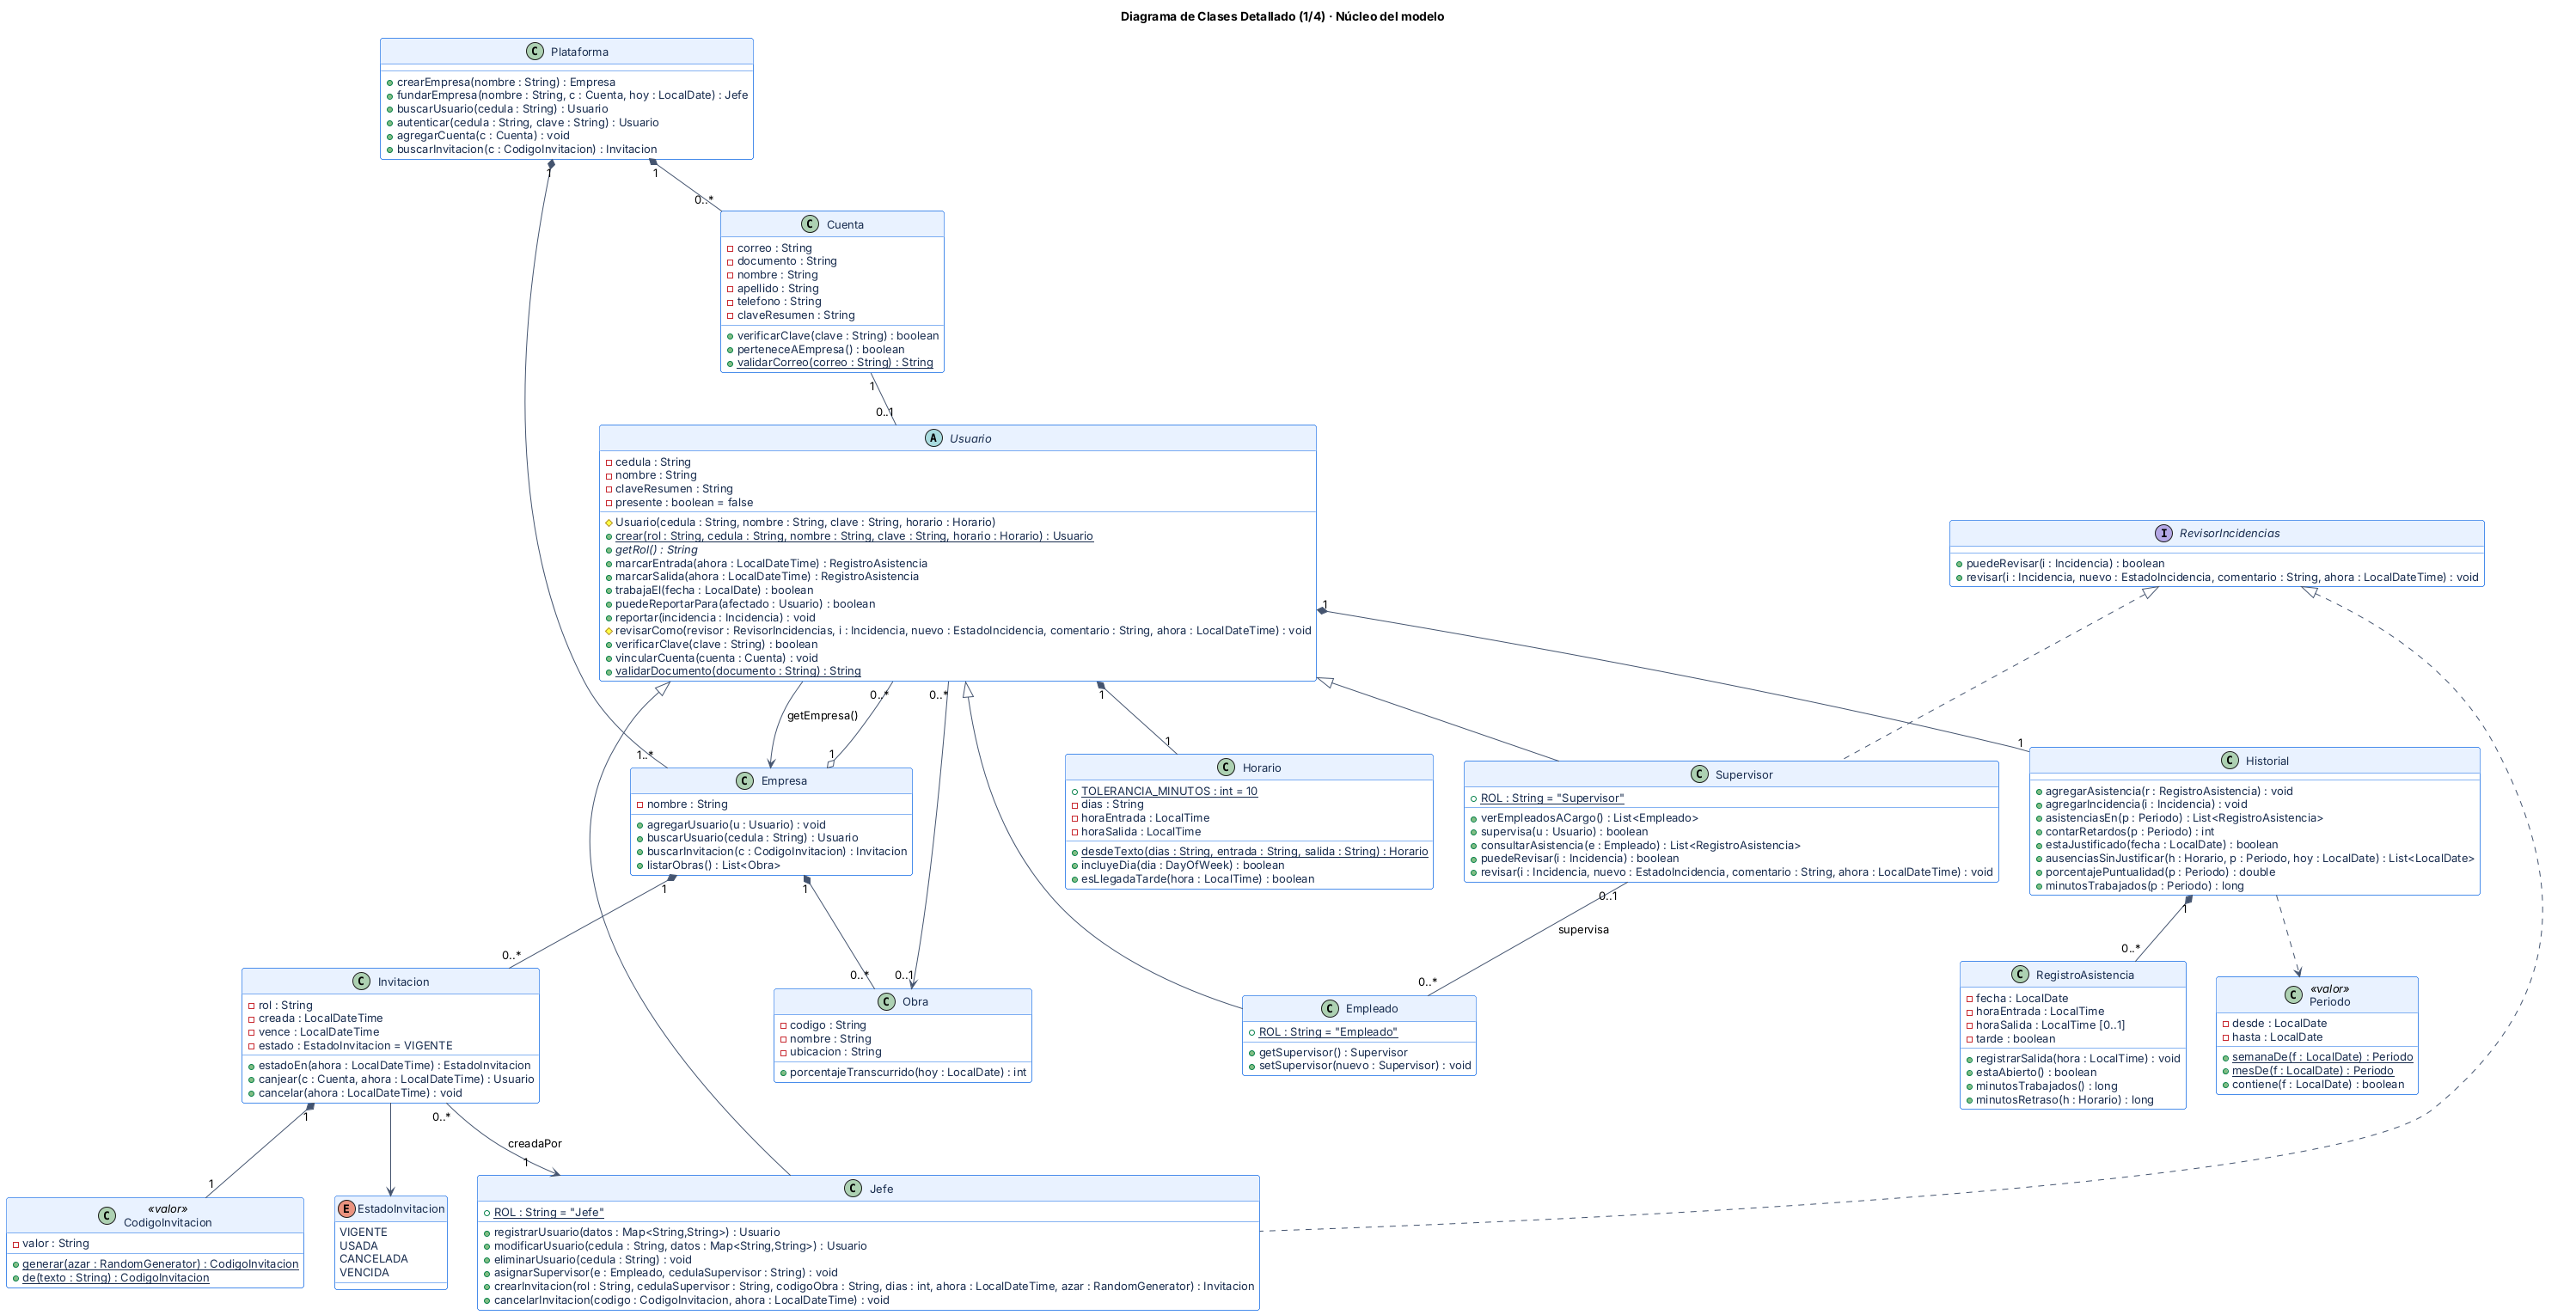 Diagrama de Clases Detallado (1/4) · Núcleo del modelo
C Plataforma
crearEmpresa(nombre : String) : Empresa
fundarEmpresa(nombre : String, c : Cuenta, hoy : LocalDate) : Jefe
buscarUsuario(cedula : String) : Usuario
autenticar(cedula : String, clave : String) : Usuario
agregarCuenta(c : Cuenta) : void
buscarInvitacion(c : CodigoInvitacion) : Invitacion
1
1
0..*
C Cuenta
correo : String
documento : String
nombre : String
apellido : String
telefono : String
claveResumen : String
verificarClave(clave : String) : boolean
perteneceAEmpresa() : boolean
validarCorreo(correo : String) : String
1
0..1
A Usuario
cedula : String
nombre : String
claveResumen : String
presente : boolean = false
Usuario(cedula : String, nombre : String, clave : String, horario : Horario)
crear(rol : String, cedula : String, nombre : String, clave : String, horario : Horario) : Usuario
getRol() : String
marcarEntrada(ahora : LocalDateTime) : RegistroAsistencia
marcarSalida(ahora : LocalDateTime) : RegistroAsistencia
trabajaEl(fecha : LocalDate) : boolean
puedeReportarPara(afectado : Usuario) : boolean
reportar(incidencia : Incidencia) : void
revisarComo(revisor : RevisorIncidencias, i : Incidencia, nuevo : EstadoIncidencia, comentario : String, ahora : LocalDateTime) : void
verificarClave(clave : String) : boolean
vincularCuenta(cuenta : Cuenta) : void
validarDocumento(documento : String) : String
I RevisorIncidencias
puedeRevisar(i : Incidencia) : boolean
revisar(i : Incidencia, nuevo : EstadoIncidencia, comentario : String, ahora : LocalDateTime) : void
1
0..*
0..*
1
getEmpresa()
1..*
1
1
1
C Empresa
nombre : String
agregarUsuario(u : Usuario) : void
buscarUsuario(cedula : String) : Usuario
buscarInvitacion(c : CodigoInvitacion) : Invitacion
listarObras() : List<Obra>
C Horario
TOLERANCIA_MINUTOS : int = 10
dias : String
horaEntrada : LocalTime
horaSalida : LocalTime
desdeTexto(dias : String, entrada : String, salida : String) : Horario
incluyeDia(dia : DayOfWeek) : boolean
esLlegadaTarde(hora : LocalTime) : boolean
C Supervisor
ROL : String = "Supervisor"
verEmpleadosACargo() : List<Empleado>
supervisa(u : Usuario) : boolean
consultarAsistencia(e : Empleado) : List<RegistroAsistencia>
puedeRevisar(i : Incidencia) : boolean
revisar(i : Incidencia, nuevo : EstadoIncidencia, comentario : String, ahora : LocalDateTime) : void
C Historial
agregarAsistencia(r : RegistroAsistencia) : void
agregarIncidencia(i : Incidencia) : void
asistenciasEn(p : Periodo) : List<RegistroAsistencia>
contarRetardos(p : Periodo) : int
estaJustificado(fecha : LocalDate) : boolean
ausenciasSinJustificar(h : Horario, p : Periodo, hoy : LocalDate) : List<LocalDate>
porcentajePuntualidad(p : Periodo) : double
minutosTrabajados(p : Periodo) : long
1
1
0..1
1
supervisa
0..*
0..*
0..1
0..*
0..*
C Invitacion
rol : String
creada : LocalDateTime
vence : LocalDateTime
estado : EstadoInvitacion = VIGENTE
estadoEn(ahora : LocalDateTime) : EstadoInvitacion
canjear(c : Cuenta, ahora : LocalDateTime) : Usuario
cancelar(ahora : LocalDateTime) : void
C Obra
codigo : String
nombre : String
ubicacion : String
porcentajeTranscurrido(hoy : LocalDate) : int
C Empleado
ROL : String = "Empleado"
getSupervisor() : Supervisor
setSupervisor(nuevo : Supervisor) : void
C RegistroAsistencia
fecha : LocalDate
horaEntrada : LocalTime
horaSalida : LocalTime [0..1]
tarde : boolean
registrarSalida(hora : LocalTime) : void
estaAbierto() : boolean
minutosTrabajados() : long
minutosRetraso(h : Horario) : long
«valor»
C Periodo
desde : LocalDate
hasta : LocalDate
semanaDe(f : LocalDate) : Periodo
mesDe(f : LocalDate) : Periodo
contiene(f : LocalDate) : boolean
1
0..*
creadaPor
1
1
«valor»
C CodigoInvitacion
valor : String
generar(azar : RandomGenerator) : CodigoInvitacion
de(texto : String) : CodigoInvitacion
E EstadoInvitacion
VIGENTE
USADA
CANCELADA
VENCIDA
C Jefe
ROL : String = "Jefe"
registrarUsuario(datos : Map<String,String>) : Usuario
modificarUsuario(cedula : String, datos : Map<String,String>) : Usuario
eliminarUsuario(cedula : String) : void
asignarSupervisor(e : Empleado, cedulaSupervisor : String) : void
crearInvitacion(rol : String, cedulaSupervisor : String, codigoObra : String, dias : int, ahora : LocalDateTime, azar : RandomGenerator) : Invitacion
cancelarInvitacion(codigo : CodigoInvitacion, ahora : LocalDateTime) : void